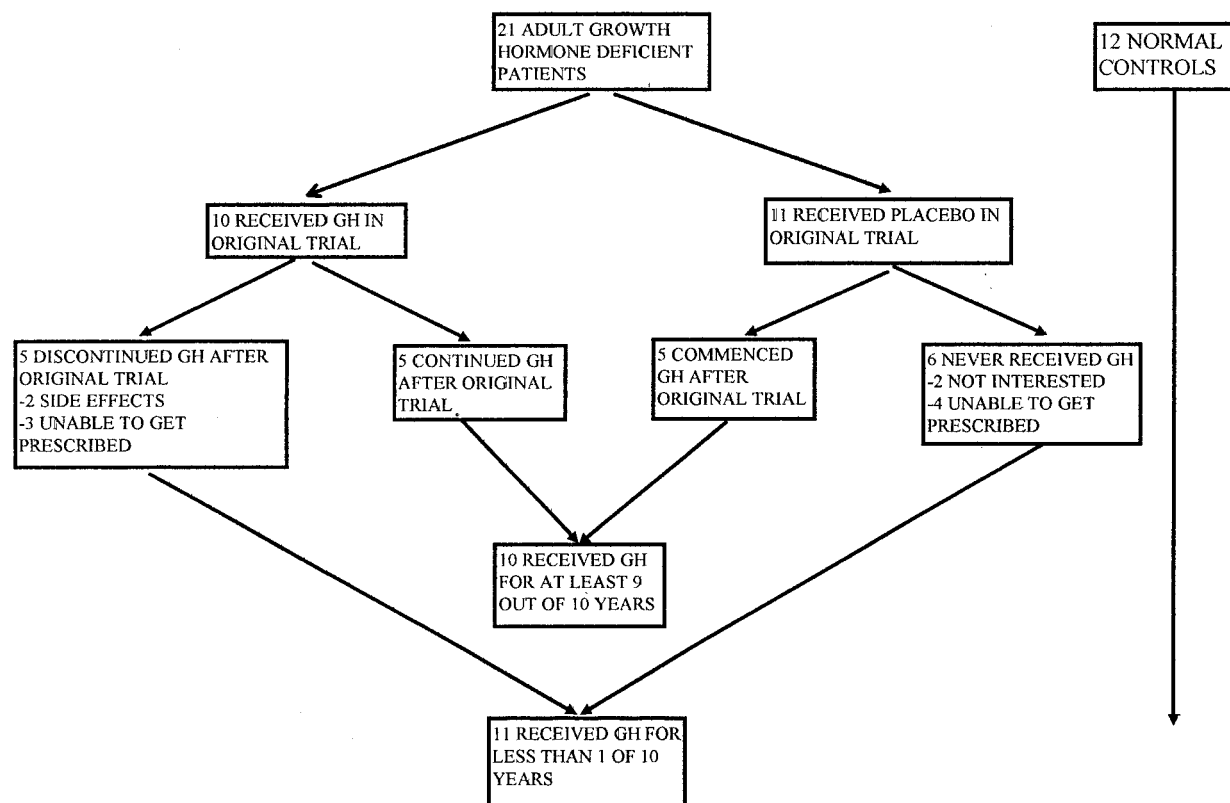 21 ADULT GROWTH
HORMONE DEFICIENT
PATIENTS
12 NORMAL
CONTROLS
10 RECEIVED GH IN
ORIGINAL TRIAL
11 RECEIVED PLACEBO IN
ORIGINAL TRIAL
5 DISCONTINUED GH AFTER
ORIGINAL TRIAL
-2 SIDE EFFECTS
-3 UNABLE TO GET
PRESCRIBED
5 CONTINUED GH
AFTER ORIGINAL
TRIAL
5 COMMENCED
GH AFTER
ORIGINAL TRIAL
6 NEVER RECEIVED GH
-2 NOT INTERESTED
-4 UNABLE TO GET
PRESCRIBED
10 RECEIVED GH
FOR AT LEAST 9
OUT OF 10 YEARS
11 RECEIVED GH FOR
LESS THAN 1 OF 10
YEARS